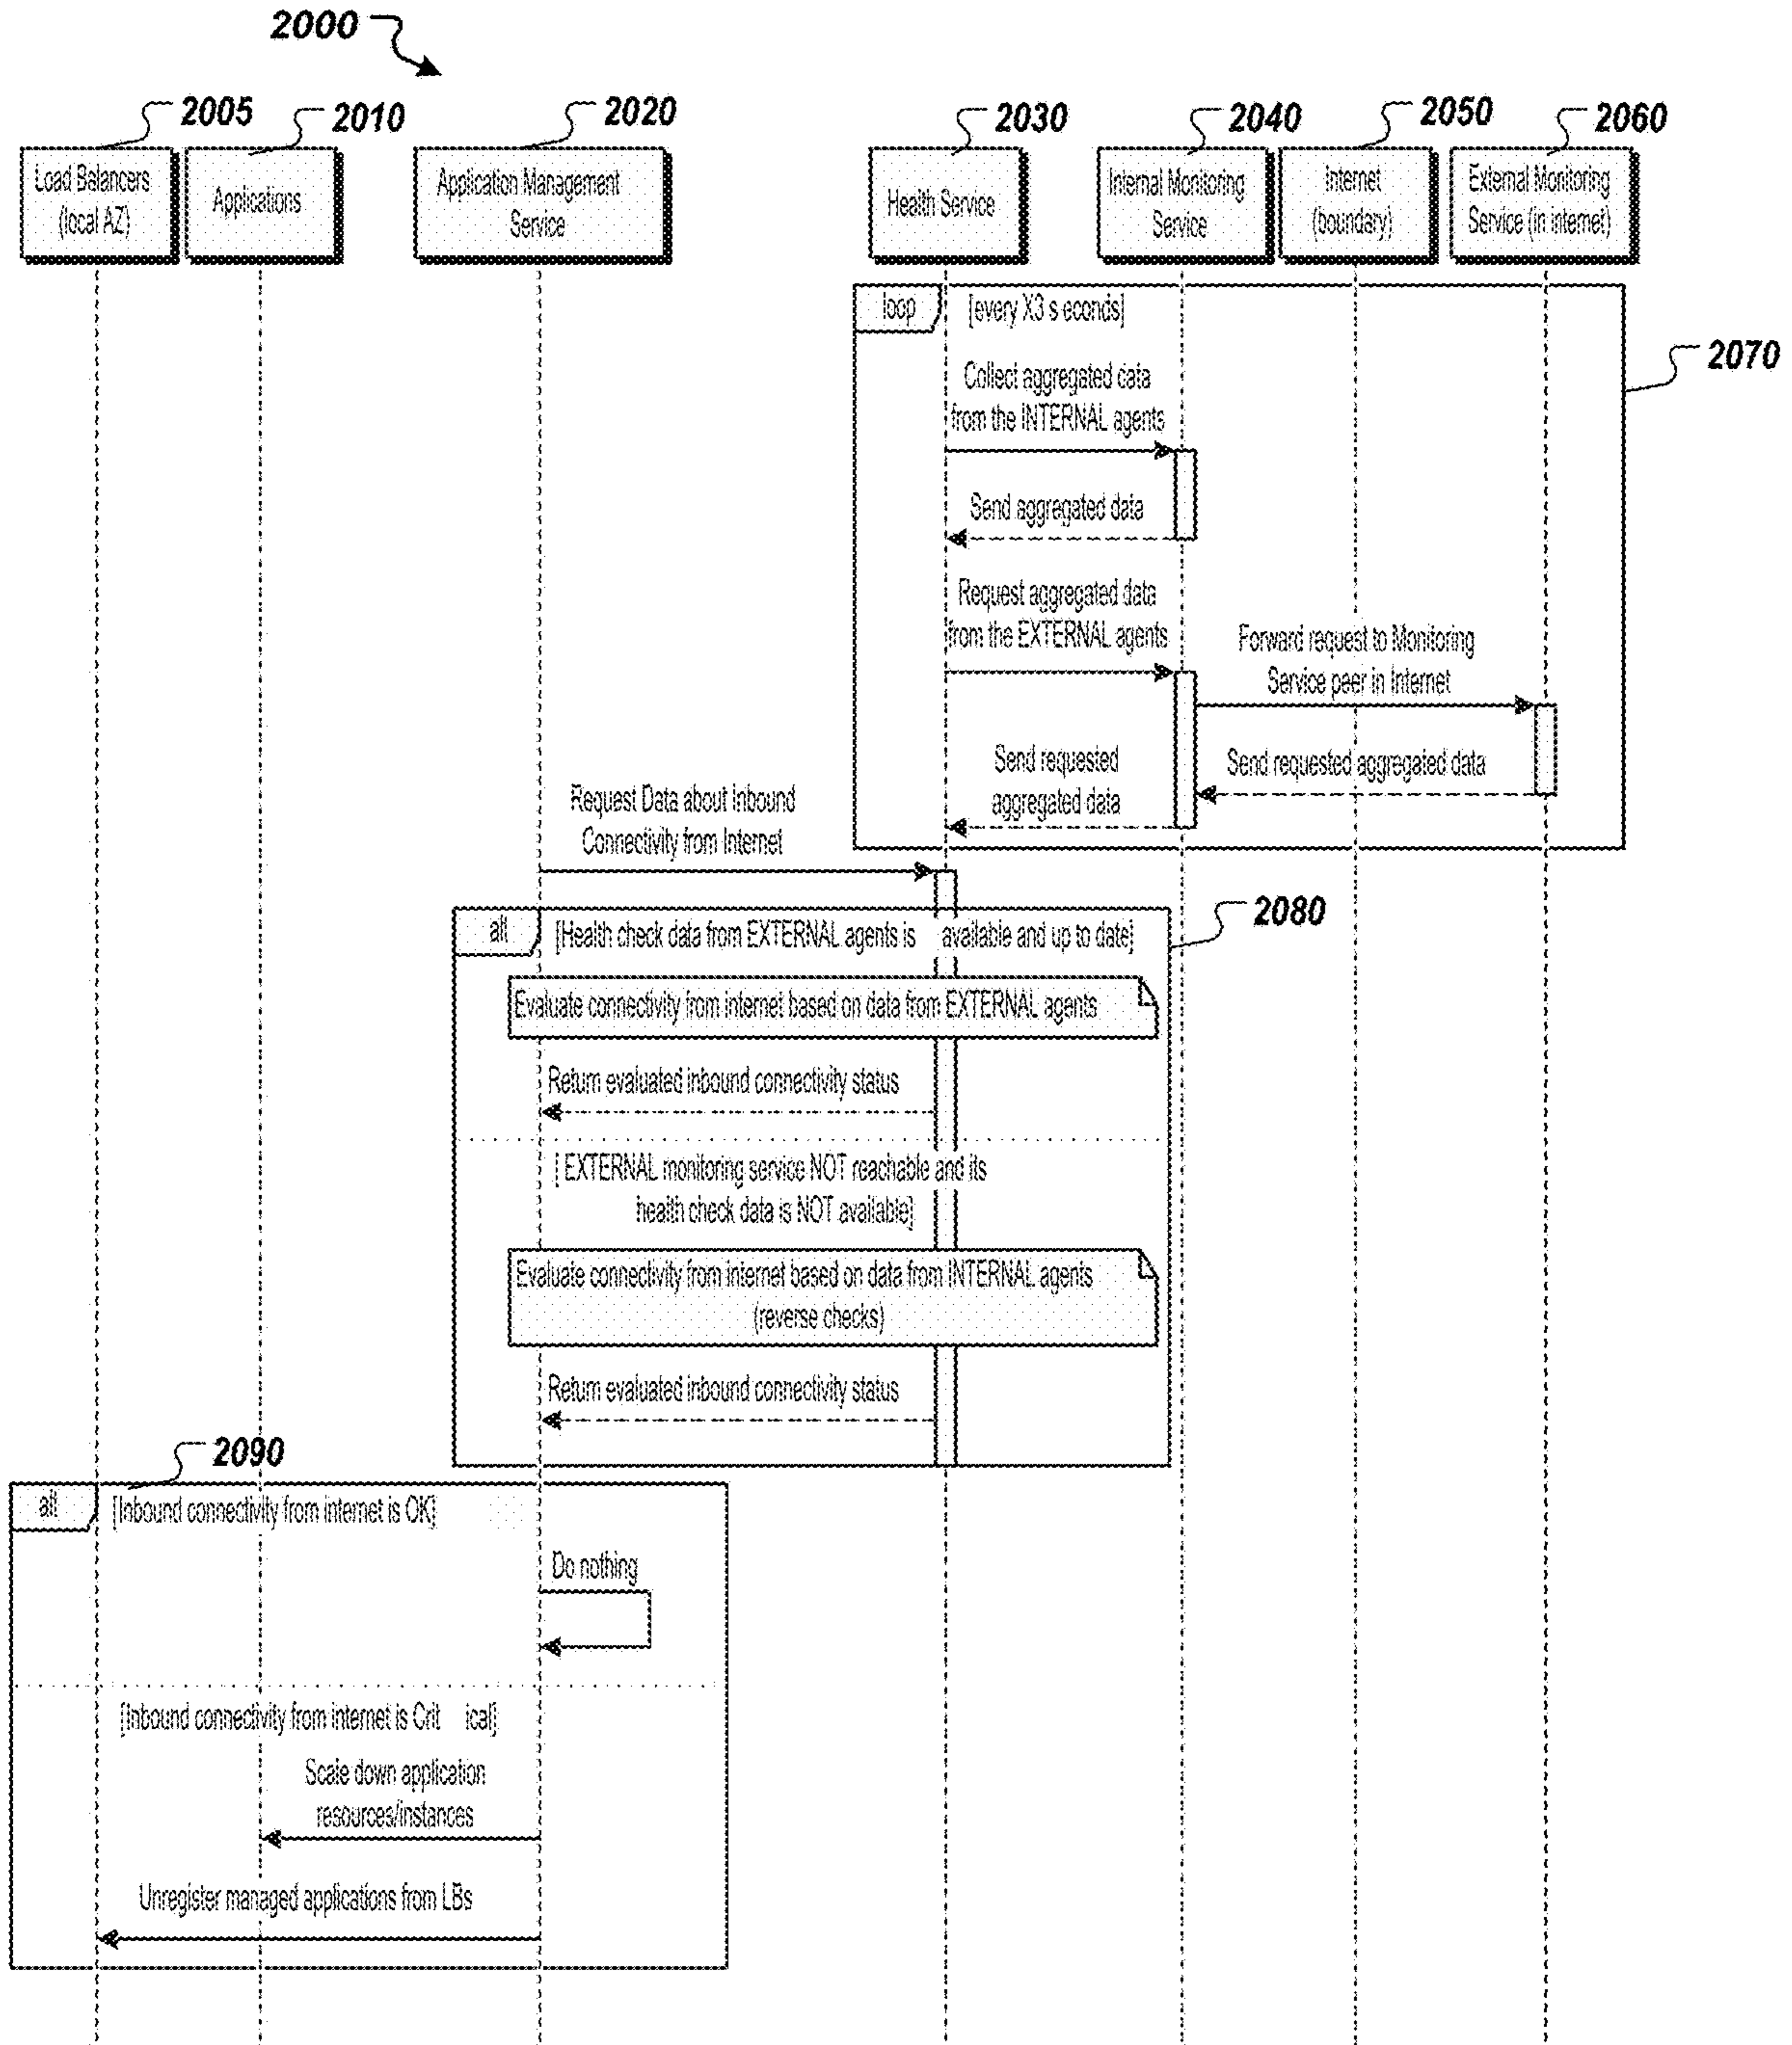 2000
2005
2010
2020
2030
2040
2050
2060
Load Balancers
(local AZ)
Applications
Application Management
Service
Health Service
Internal Monitoring
Service
Internet
(boundary)
External Monitoring
Service (in internet)
loop
[every X3 s econds]
2070
Collect aggregated data
from the INTERNAL agents
Send aggregated data
Request aggregated data
from the EXTERNAL agents
Forward request to Monitoring
Service peer in Internet
Send requested
aggregated data
Send requested aggregated data
Request Data about Inbound
Connectivity from Internet
2080
alt
[Health check data from EXTERNAL agents is available and up to date]
Evaluate connectivity from internet based on data from EXTERNAL agents
Return evaluated inbound connectivity status
[ EXTERNAL monitoring service NOT reachable and its
health check data is NOT available]
Evaluate connectivity from internet based on data from INTERNAL agents
(reverse checks)
Return evaluated inbound connectivity status
2090
alt
[Inbound connectivity from internet is OK]
Do nothing
[Inbound connectivity from internet is Crit ical]
Scale down application
resources/instances
Unregister managed applications from LBs